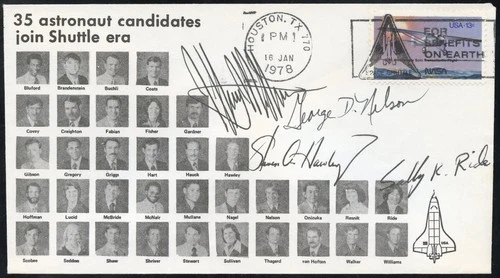 35 astronaut candidates
join Shuttle era
HOUSTON, TX 770
PM
16 JAN
1978
USA 13c
FOR
BENEFITS
ON EARTH
NASA
Bluford Brandenstein Buchli Coats
George D. Nelson
Covey Creighton Fabian Fisher Gardner
Steven A. Hawley
Gibson Gregory Griggs Hart Hauck Hawley
Sally K. Ride
Hoffman Lucid McBride McNair Mullane Nagel Nelson Onizuka Resnik Ride
Scobee Seddon Shaw Shriver Stewart Sullivan Thagard van Hoften Walker Williams